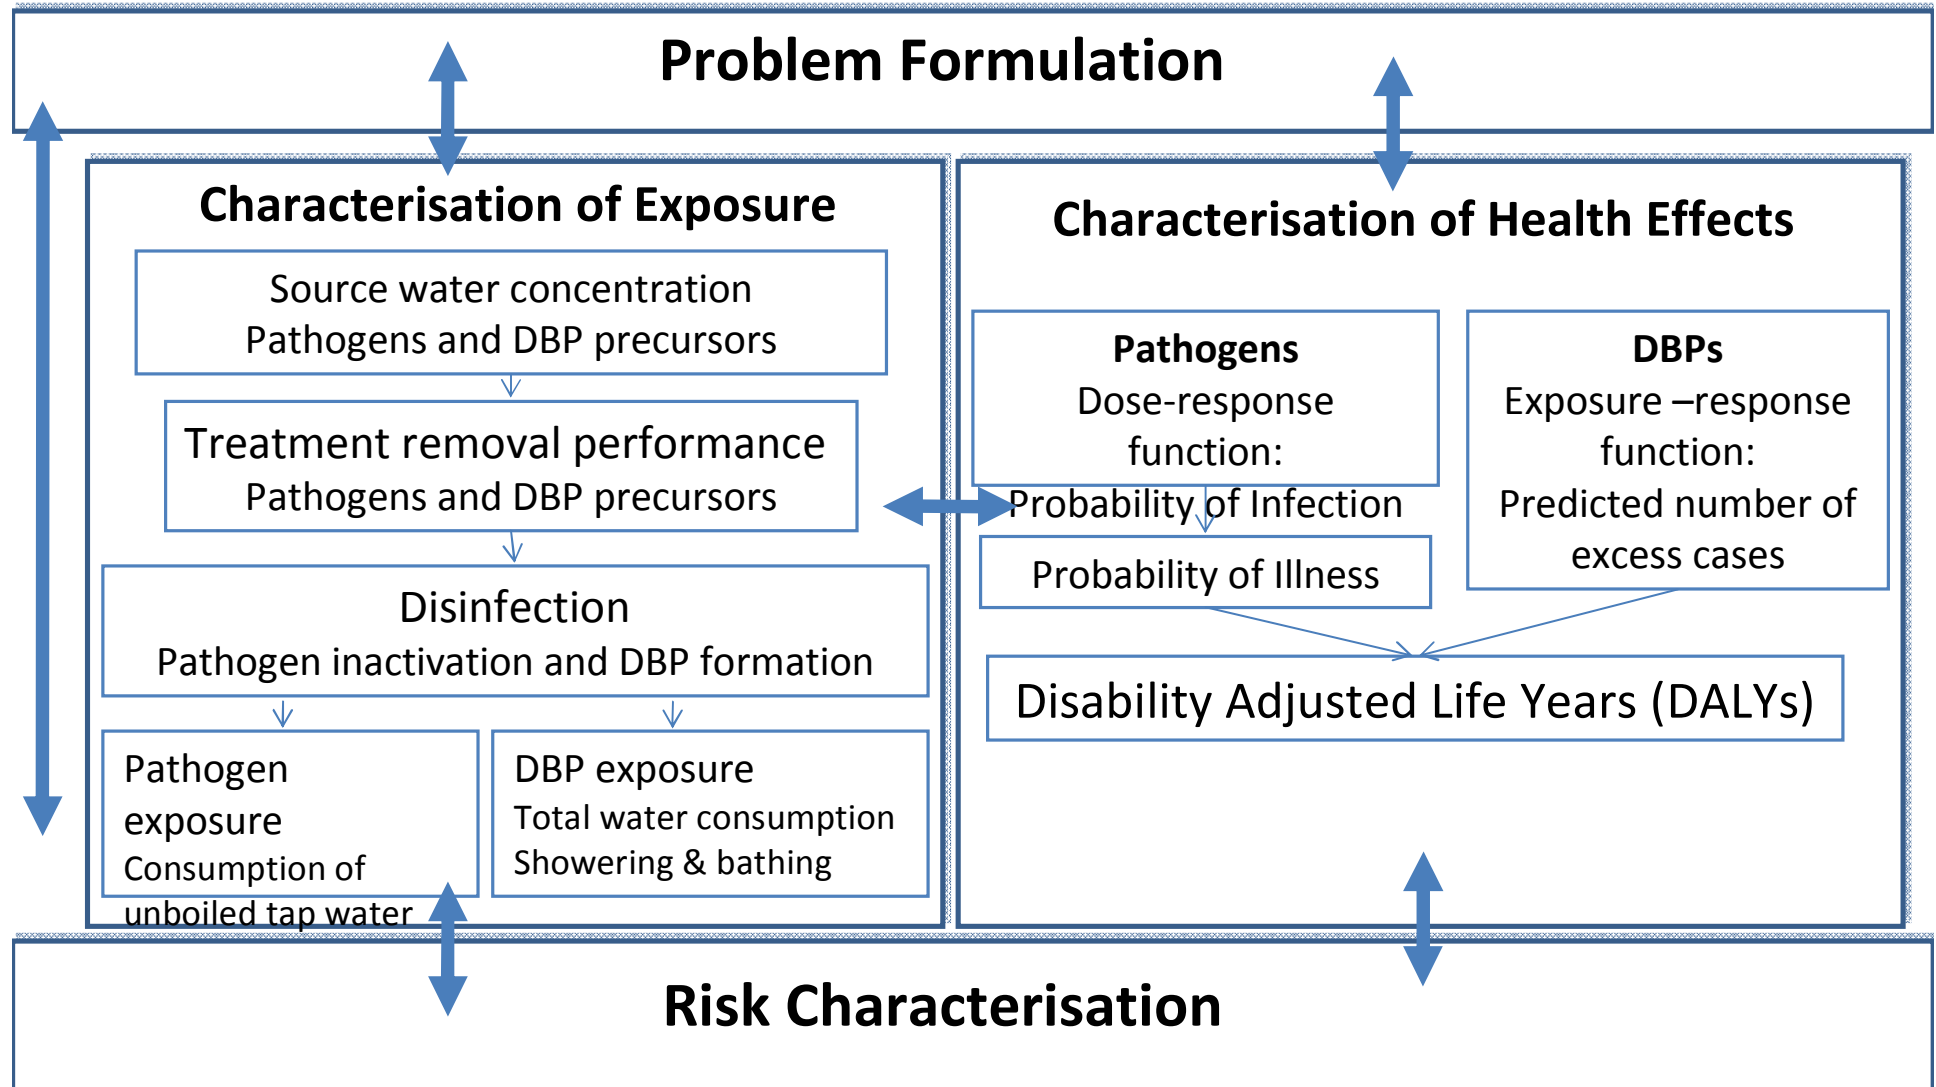 Problem Formulation
Characterisation of Exposure
Source water concentration
Pathogens and DBP precursors
Treatment removal performance
Pathogens and DBP precursors
Disinfection
Pathogen inactivation and DBP formation
Pathogen
exposure
Consumption of
unboiled tap water
DBP exposure
Total water consumption
Showering & bathing
Characterisation of Health Effects
Pathogens
Dose-response
function:
Probability of Infection
Probability of Illness
DBPs
Exposure –response
function:
Predicted number of
excess cases
Disability Adjusted Life Years (DALYs)
Risk Characterisation